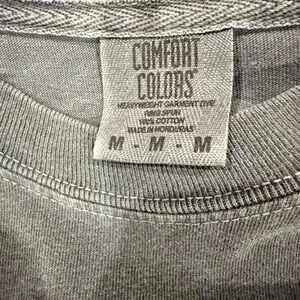 COMFORT
COLORS
HEAVYWEIGHT GARMENT DYE
RING SPUN
100% COTTON
MADE IN HONDURAS
M - M - M